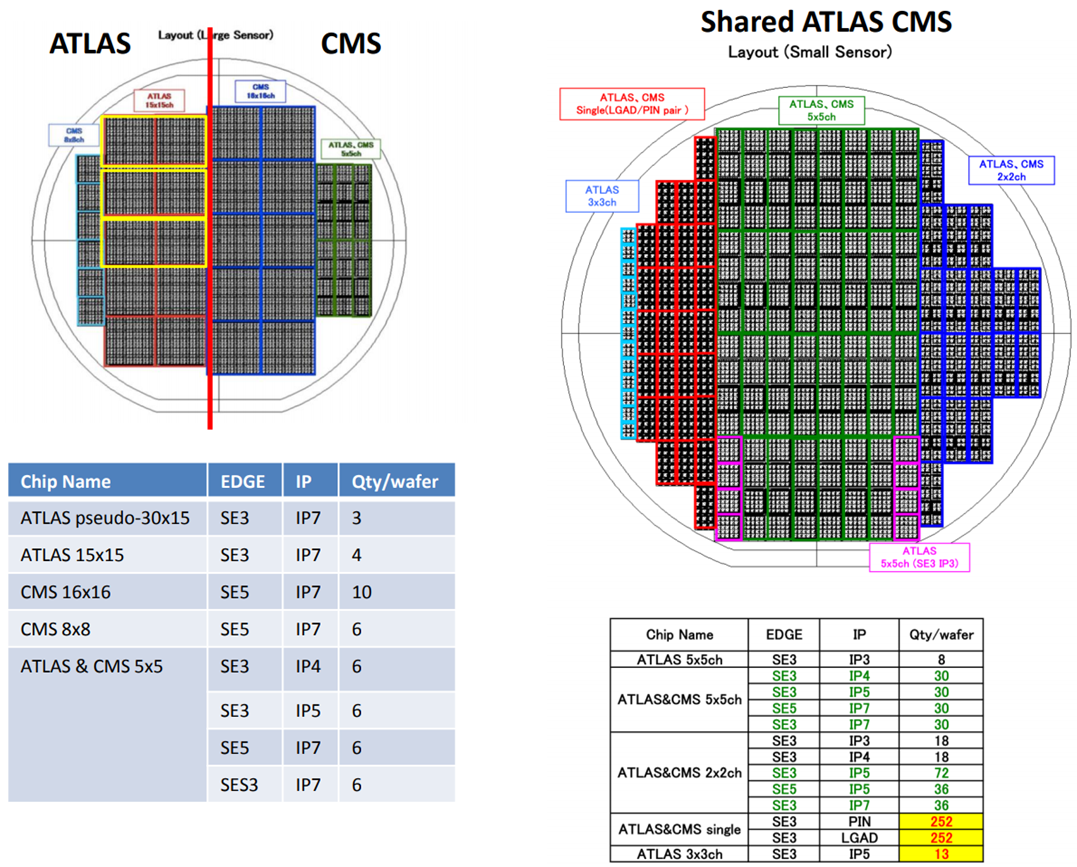 ATLAS
Layout (Large Sensor)
CMS
ATLAS
15x15ch
CMS
16x16ch
CMS
8x8ch
ATLAS、CMS
5x5ch
Chip Name EDGE IP Qty/wafer
ATLAS pseudo-30x15 SE3 IP7 3
ATLAS 15x15 SE3 IP7 4
CMS 16x16 SE5 IP7 10
CMS 8x8 SE5 IP7 6
ATLAS & CMS 5x5 SE3 IP4 6
SE3 IP5 6
SE5 IP7 6
SES3 IP7 6
Shared ATLAS CMS
Layout (Small Sensor)
ATLAS、CMS
Single(LGAD/PIN pair )
ATLAS、CMS
5x5ch
ATLAS、CMS
2x2ch
ATLAS
3x3ch
ATLAS
5x5ch (SE3 IP3)
Chip Name EDGE IP Qty/wafer
ATLAS 5x5ch SE3 IP3 8
ATLAS&CMS 5x5ch
SE3 IP4 30
SE3 IP5 30
SE5 IP7 30
SE3 IP7 30
ATLAS&CMS 2x2ch
SE3 IP3 18
SE3 IP4 18
SE3 IP5 72
SE5 IP5 36
SE3 IP7 36
ATLAS&CMS single
SE3 PIN 252
SE3 LGAD 252
ATLAS 3x3ch SE3 IP5 13